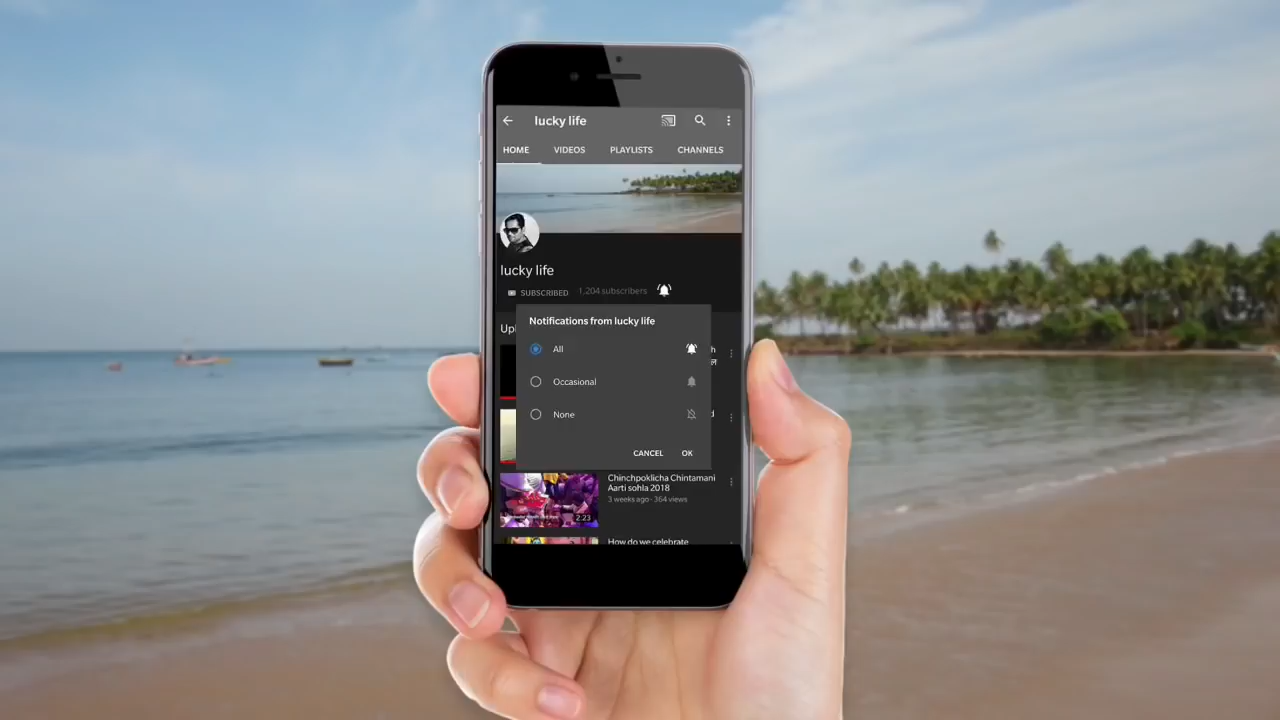 lucky life
HOME VIDEOS PLAYLISTS CHANNELS
lucky life
SUBSCRIBED 1,204 subscribers
Upl
Notifications from lucky life
All
h
Occasional
None
d
CANCEL OK
Chinchpoklicha Chintamani
Aarti sohla 2018
3 weeks ago · 364 views
2:23
How do we celebrate